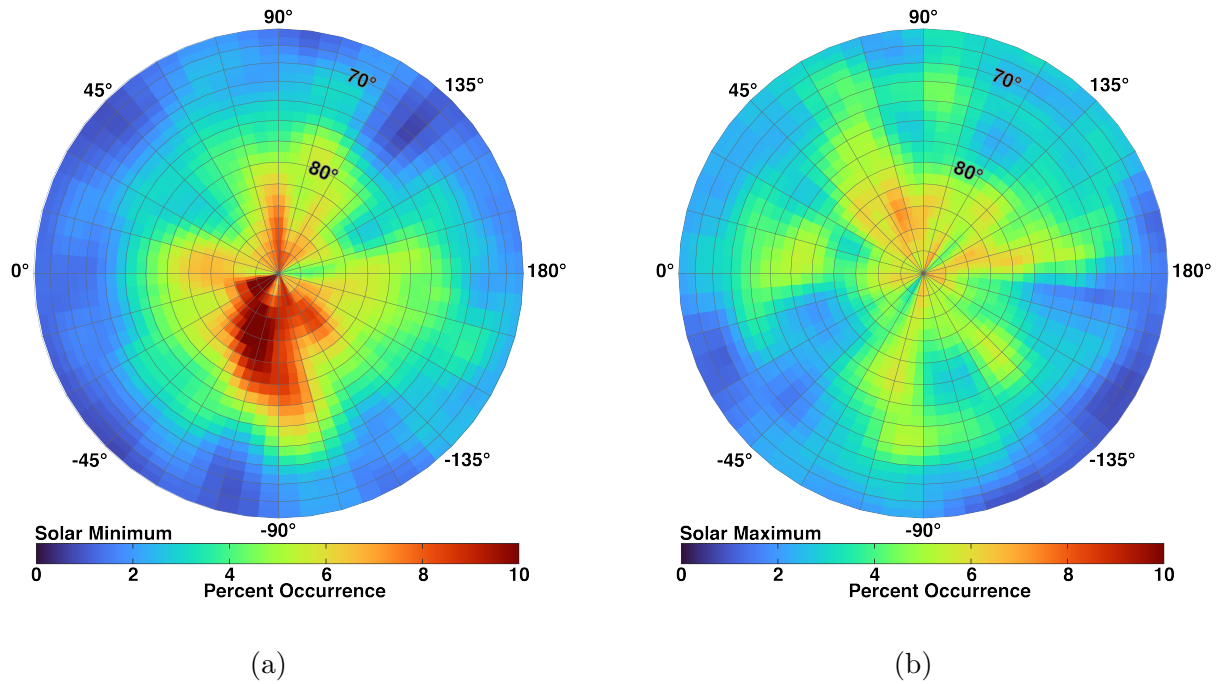 90°
45°
70°
135°
80°
0°
180°
-45°
-135°
-90°
Solar Minimum
0 2 4 6 8 10
Percent Occurrence
(a)
90°
45°
70°
135°
80°
0°
180°
-45°
-135°
-90°
Solar Maximum
0 2 4 6 8 10
Percent Occurrence
(b)